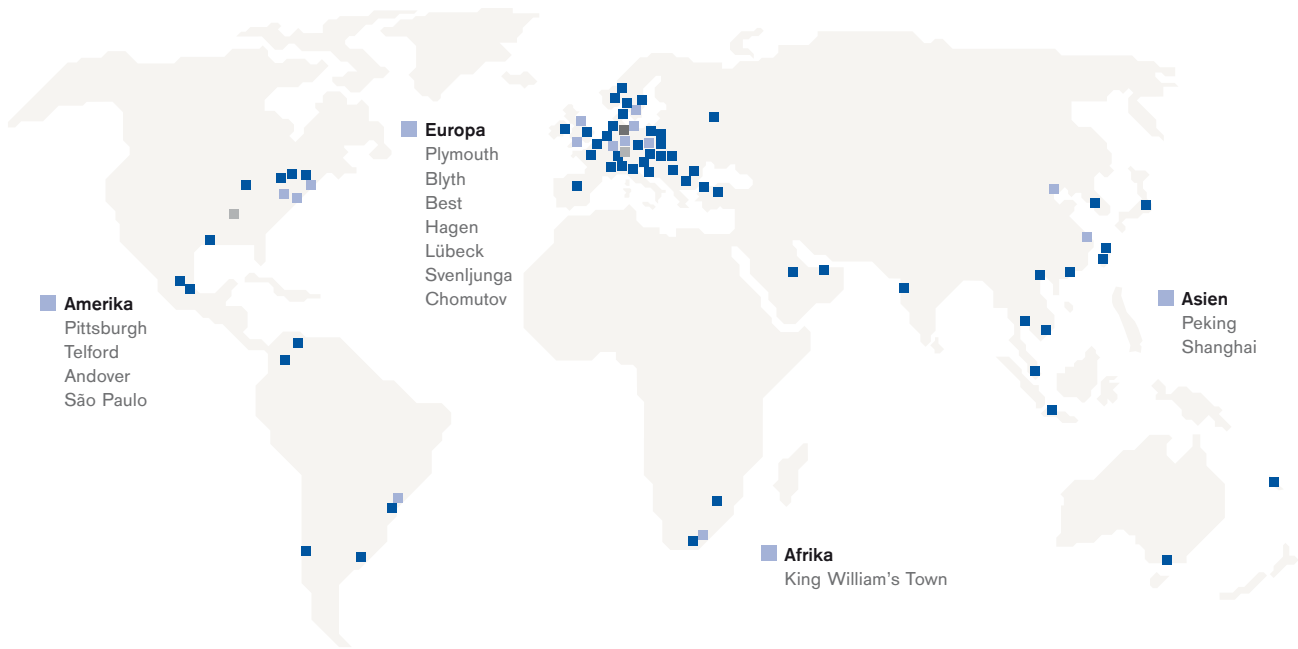 Europa
Plymouth
Blyth
Best
Hagen
Lübeck
Svenljunga
Chomutov
Amerika
Pittsburgh
Telford
Andover
São Paulo
Asien
Peking
Shanghai
Afrika
King William's Town